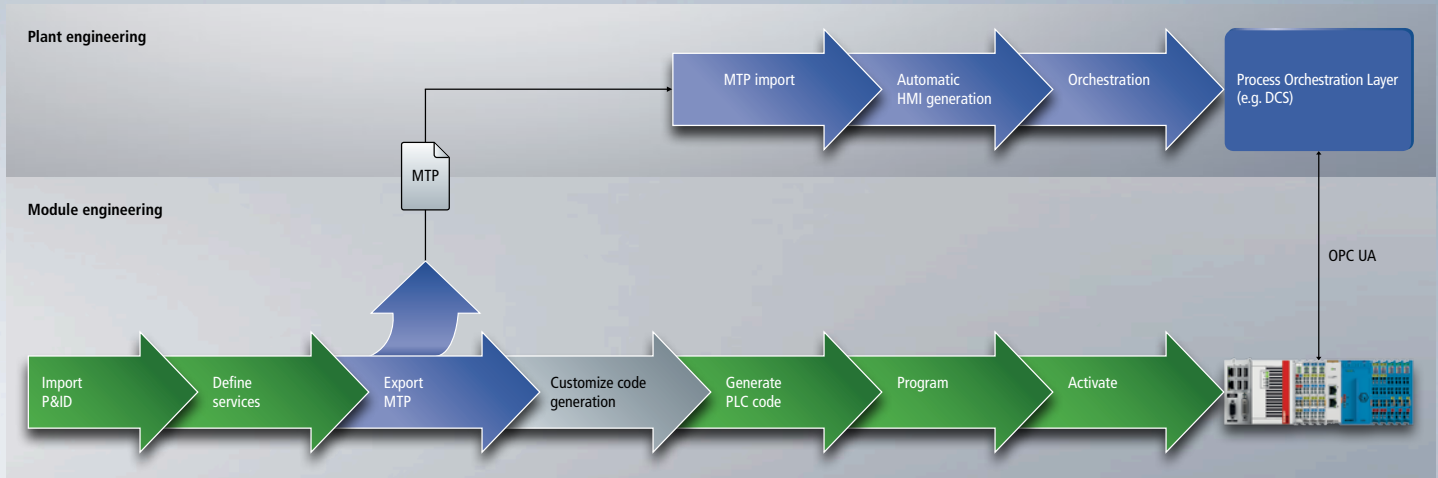 Plant engineering
MTP import
Automatic
HMI generation
Orchestration
Process Orchestration Layer
(e.g. DCS)
MTP
Module engineering
OPC UA
Import
P&ID
Define
services
Export
MTP
Customize code
generation
Generate
PLC code
Program
Activate